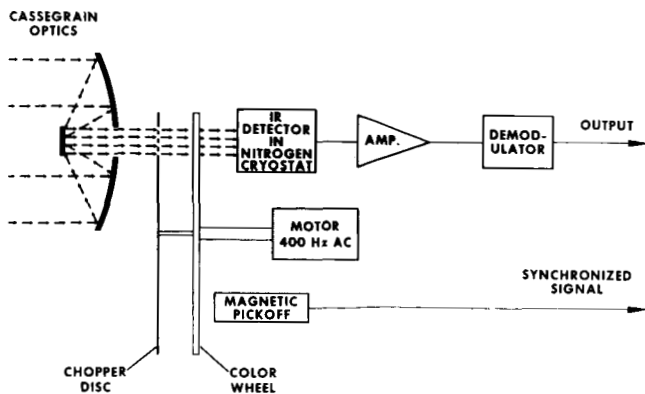 CASSEGRAIN
OPTICS
IR
DETECTOR
IN
NITROGEN
CRYOSTAT
AMP.
DEMOD-
ULATOR
OUTPUT
MOTOR
400 Hz AC
MAGNETIC
PICKOFF
SYNCHRONIZED
SIGNAL
CHOPPER
DISC
COLOR
WHEEL